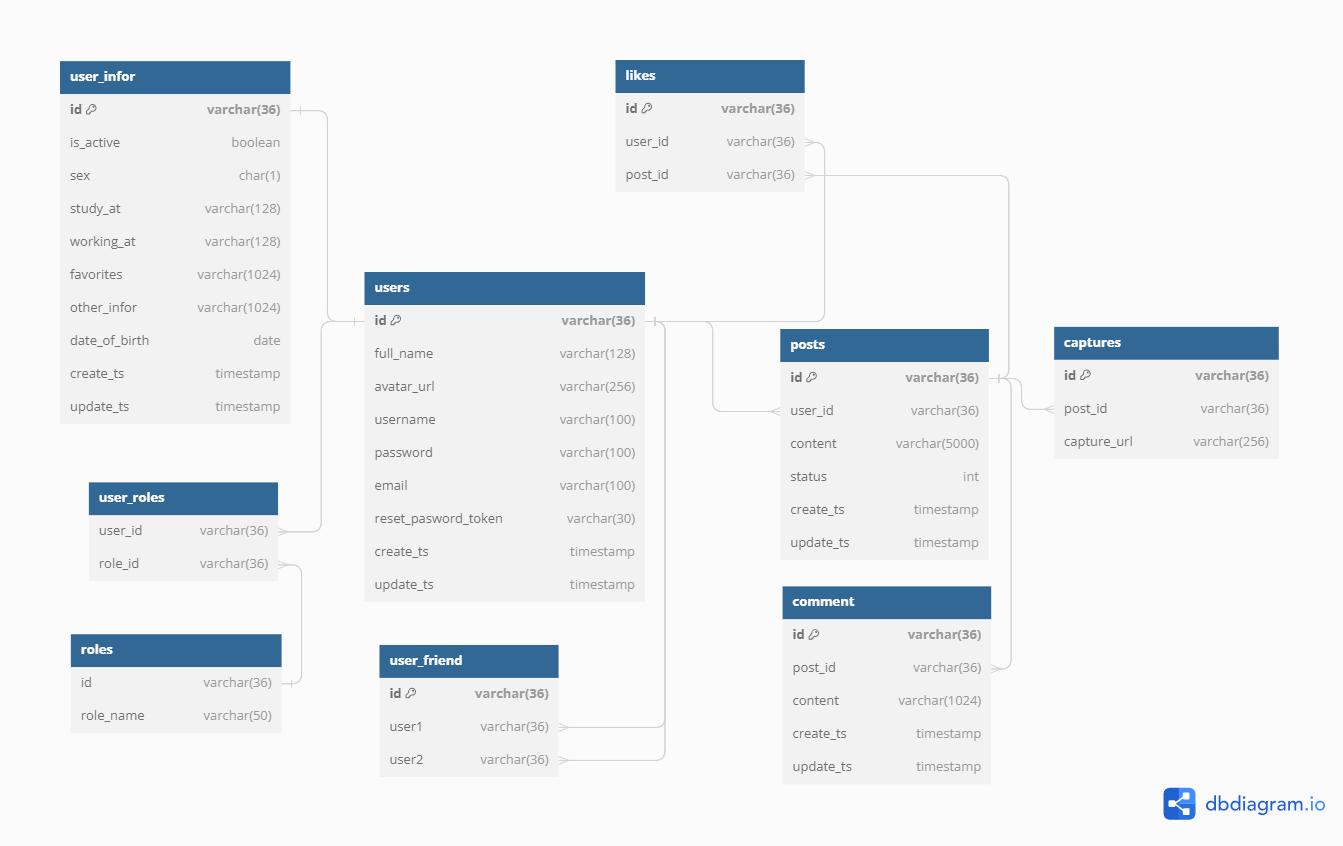 user_infor
id varchar(36)
is_active boolean
sex char(1)
study_at varchar(128)
working_at varchar(128)
favorites varchar(1024)
other_infor varchar(1024)
date_of_birth date
create_ts timestamp
update_ts timestamp
likes
id varchar(36)
user_id varchar(36)
post_id varchar(36)
users
id varchar(36)
full_name varchar(128)
avatar_url varchar(256)
username varchar(100)
password varchar(100)
email varchar(100)
reset_pasword_token varchar(30)
create_ts timestamp
update_ts timestamp
posts
id varchar(36)
user_id varchar(36)
content varchar(5000)
status int
create_ts timestamp
update_ts timestamp
captures
id varchar(36)
post_id varchar(36)
capture_url varchar(256)
user_roles
user_id varchar(36)
role_id varchar(36)
roles
id varchar(36)
role_name varchar(50)
user_friend
id varchar(36)
user1 varchar(36)
user2 varchar(36)
comment
id varchar(36)
post_id varchar(36)
content varchar(1024)
create_ts timestamp
update_ts timestamp
dbdiagram.io